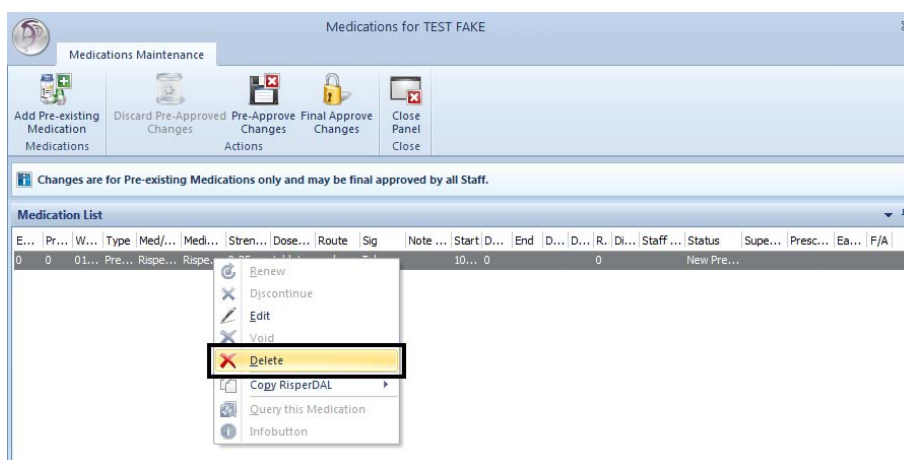 Medications for TEST FAKE
Medications Maintenance
Add Pre-existing Medication
Discard Pre-Approved Changes
Pre-Approve Changes
Final Approve Changes
Close Panel
Medications
Actions
Close
Changes are for Pre-existing Medications only and may be final approved by all Staff.
Medication List
E... Pr... W... Type Med/... Medi... Stren... Dose... Route Sig Note ... Start D... End D... D... R. Di... Staff ... Status Supe... Presc... Ea... F/A
0 0 01... Pre... Rispe... Rispe... 10... 0 0 New Pre...
Renew
Discontinue
Edit
Void
Delete
Copy RisperDAL
Query this Medication
Infobutton